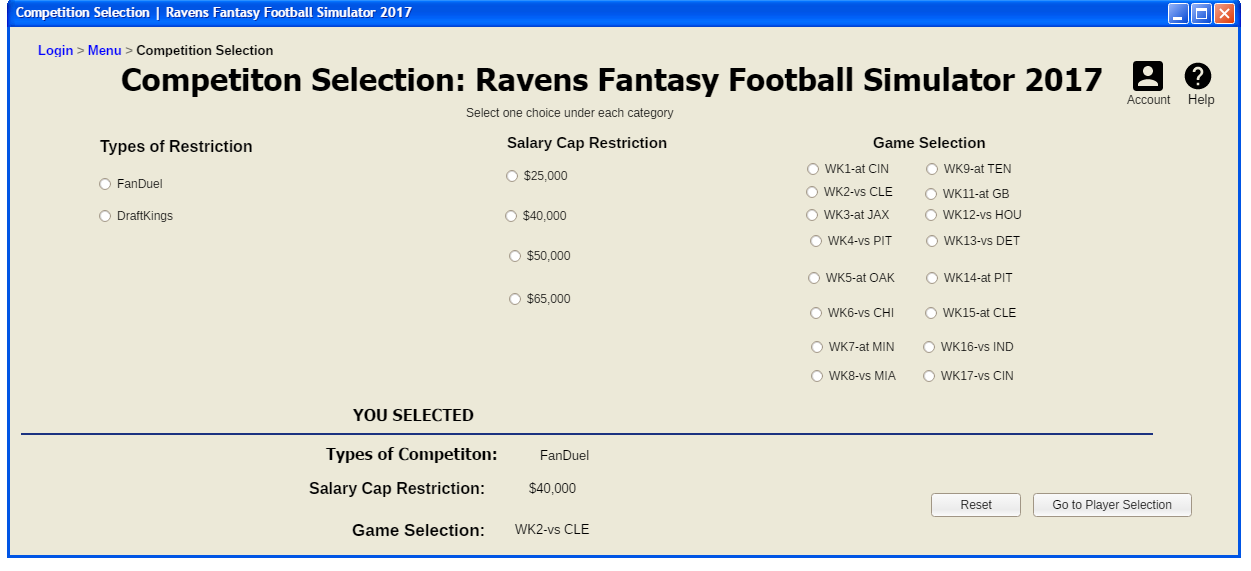 Competition Selection | Ravens Fantasy Football Simulator 2017
Login > Menu > Competition Selection
Competiton Selection: Ravens Fantasy Football Simulator 2017
Account
Help
Select one choice under each category
Types of Restriction
FanDuel
DraftKings
Salary Cap Restriction
$25,000
$40,000
$50,000
$65,000
Game Selection
WK1-at CIN
WK2-vs CLE
WK3-at JAX
WK4-vs PIT
WK5-at OAK
WK6-vs CHI
WK7-at MIN
WK8-vs MIA
WK9-at TEN
WK11-at GB
WK12-vs HOU
WK13-vs DET
WK14-at PIT
WK15-at CLE
WK16-vs IND
WK17-vs CIN
YOU SELECTED
Types of Competiton: FanDuel
Salary Cap Restriction: $40,000
Game Selection: WK2-vs CLE
Reset
Go to Player Selection